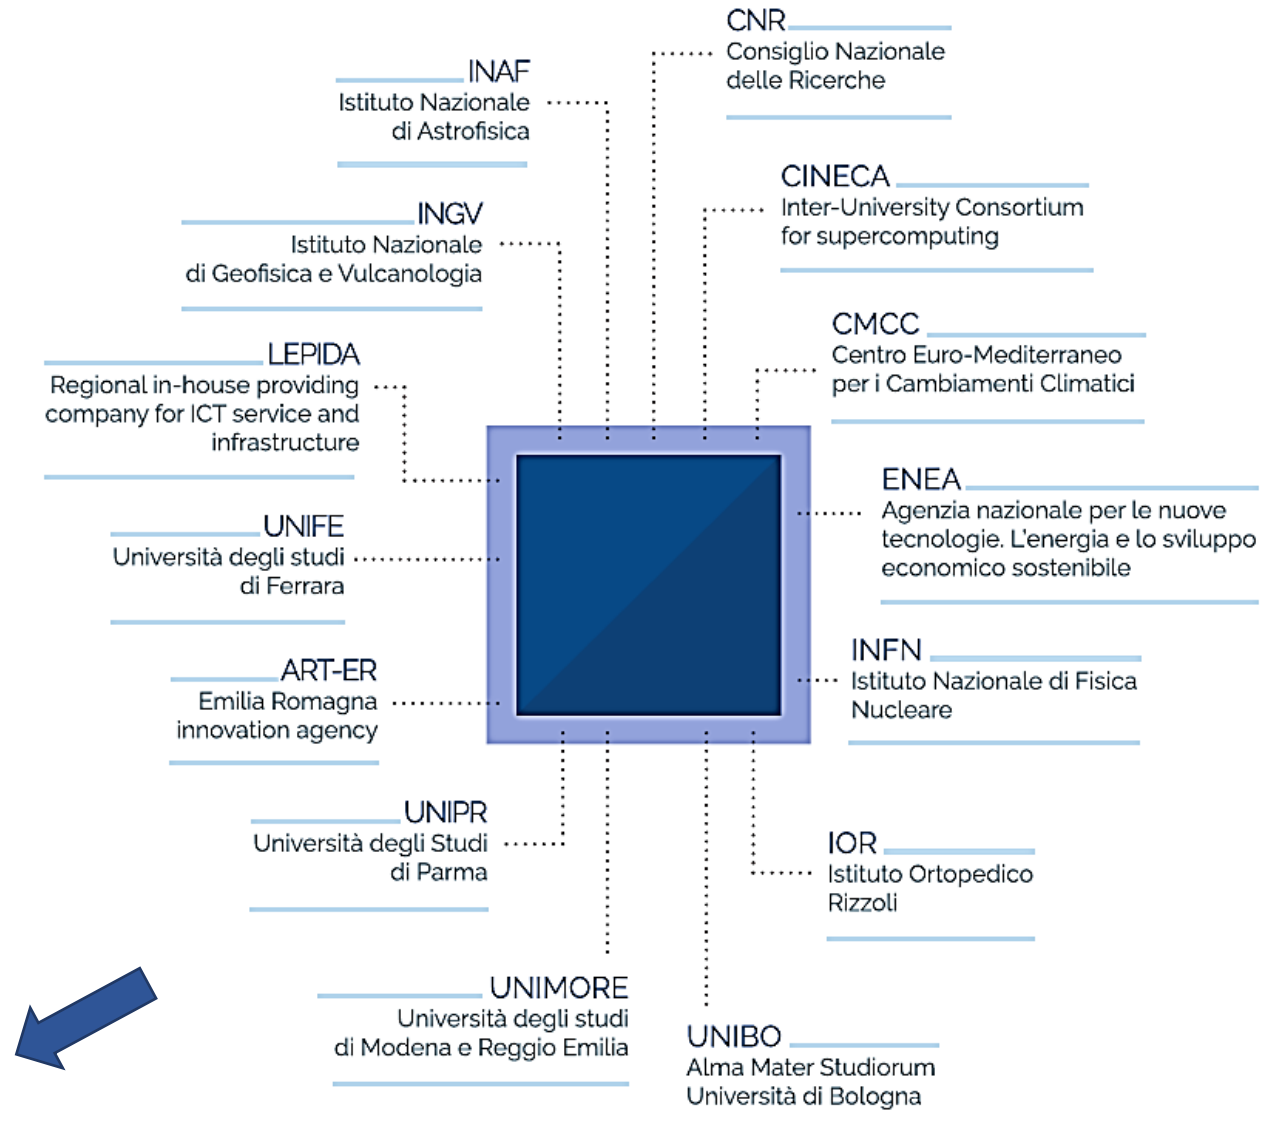 CNR
Consiglio Nazionale
delle Ricerche
INAF
Istituto Nazionale
di Astrofisica
CINECA
Inter-University Consortium
for supercomputing
INGV
Istituto Nazionale
di Geofisica e Vulcanologia
CMCC
Centro Euro-Mediterraneo
per i Cambiamenti Climatici
LEPIDA
Regional in-house providing
company for ICT service and
infrastructure
ENEA
Agenzia nazionale per le nuove
tecnologie. L'energia e lo sviluppo
economico sostenibile
UNIFE
Università degli studi
di Ferrara
INFN
Istituto Nazionale di Fisica
Nucleare
ART-ER
Emilia Romagna
innovation agency
UNIPR
Università degli Studi
di Parma
IOR
Istituto Ortopedico
Rizzoli
UNIMORE
Università degli studi
di Modena e Reggio Emilia
UNIBO
Alma Mater Studiorum
Università di Bologna